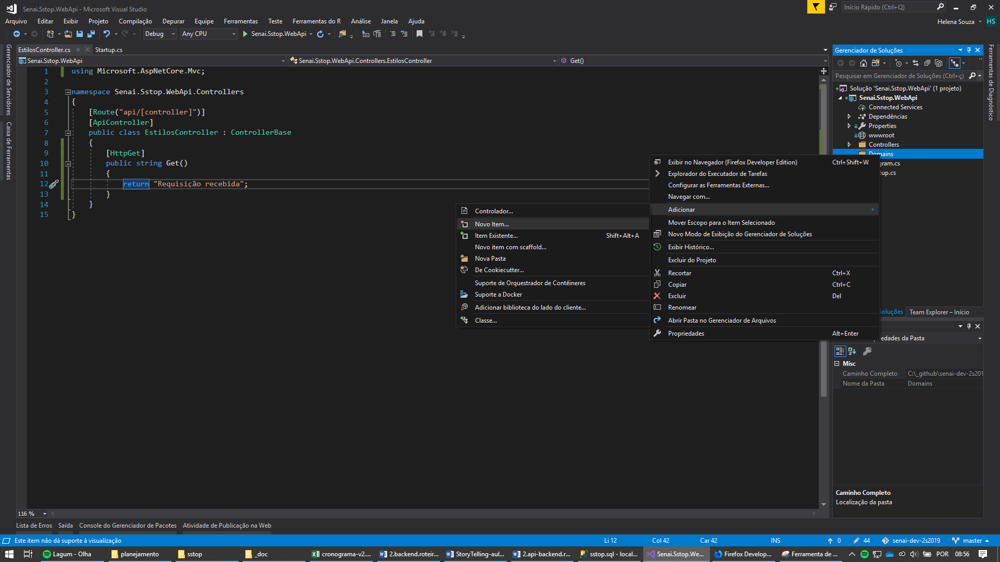 Senai.Sstop.WebApi - Microsoft Visual Studio
Início Rápido (Ctrl+Q)
Arquivo Editar Exibir Projeto Compilação Depurar Equipe Ferramentas Teste Ferramentas do R Análise Janela Ajuda
Helena Souza HS
Debug Any CPU Senai.Sstop.WebApi
Gerenciador de Servidores
Caixa de Ferramentas
EstilosController.cs Startup.cs
Senai.Sstop.WebApi Senai.Sstop.WebApi.Controllers.EstilosController Get()
1 using Microsoft.AspNetCore.Mvc;
2
3 namespace Senai.Sstop.WebApi.Controllers
4 {
5 [Route("api/[controller]")]
6 [ApiController]
7 public class EstilosController : ControllerBase
8 {
9 [HttpGet]
10 public string Get()
11 {
12 return "Requisição recebida";
13 }
14 }
15 }
Controlador...
Novo Item...
Item Existente... Shift+Alt+A
Novo item com scaffold...
Nova Pasta
De Cookiecutter...
Suporte de Orquestrador de Contêineres
Suporte a Docker
Adicionar biblioteca do lado do cliente...
Classe...
Exibir no Navegador (Firefox Developer Edition) Ctrl+Shift+W
Explorador do Executador de Tarefas
Configurar as Ferramentas Externas...
Navegar com...
Adicionar
Mover Escopo para o Item Selecionado
Novo Modo de Exibição do Gerenciador de Soluções
Exibir Histórico...
Excluir do Projeto
Recortar Ctrl+X
Copiar Ctrl+C
Excluir Del
Renomear
Abrir Pasta no Gerenciador de Arquivos
Propriedades Alt+Enter
Gerenciador de Soluções
Pesquisar em Gerenciador de Soluções (Ctrl+ç)
Solução 'Senai.Sstop.WebApi' (1 projeto)
Senai.Sstop.WebApi
Connected Services
Dependências
Properties
wwwroot
Controllers
Domains
gram.cs
tup.cs
oluções Team Explorer – Início
edades da Pasta
Misc
Caminho Completo C:\_github\senai-dev-2s201
Nome da Pasta Domains
Caminho Completo
Localização da pasta
Ferramentas de Diagnóstico
116 %
Lista de Erros Saída Console do Gerenciador de Pacotes Atividade de Publicação na Web
Este item não dá suporte à visualização Li 12 Col 42 Car 42 INS 0 44 senai-dev-2s2019 master
Lagum - Olha planejamento sstop _doc cronograma-v2.... 2.backend.roteir... StoryTelling-aul... 2.api-backend.r... sstop.sql - local... Senai.Sstop.We... Firefox Develop... Ferramenta de ... POR 08:56